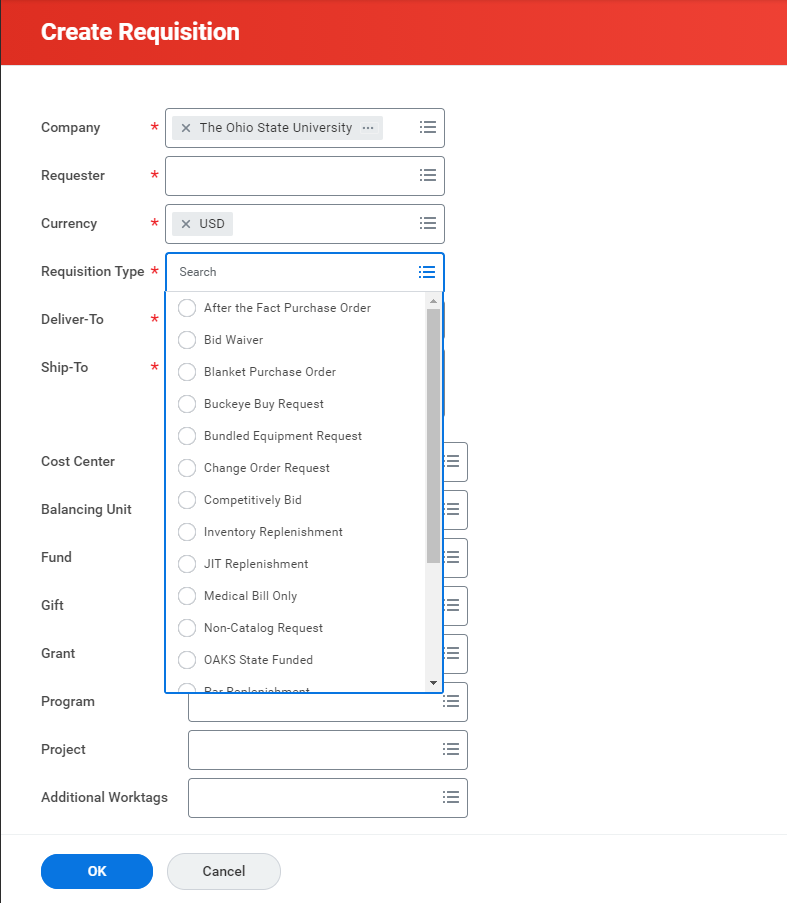 Create Requisition
Company * × The Ohio State University ...
Requester *
Currency * × USD
Requisition Type * Search
After the Fact Purchase Order
Deliver-To *
Bid Waiver
Ship-To *
Blanket Purchase Order
Buckeye Buy Request
Bundled Equipment Request
Cost Center
Change Order Request
Competitively Bid
Balancing Unit
Inventory Replenishment
Fund
JIT Replenishment
Medical Bill Only
Gift
Non-Catalog Request
Grant
OAKS State Funded
Par Replenishment
Program
Project
Additional Worktags
OK Cancel